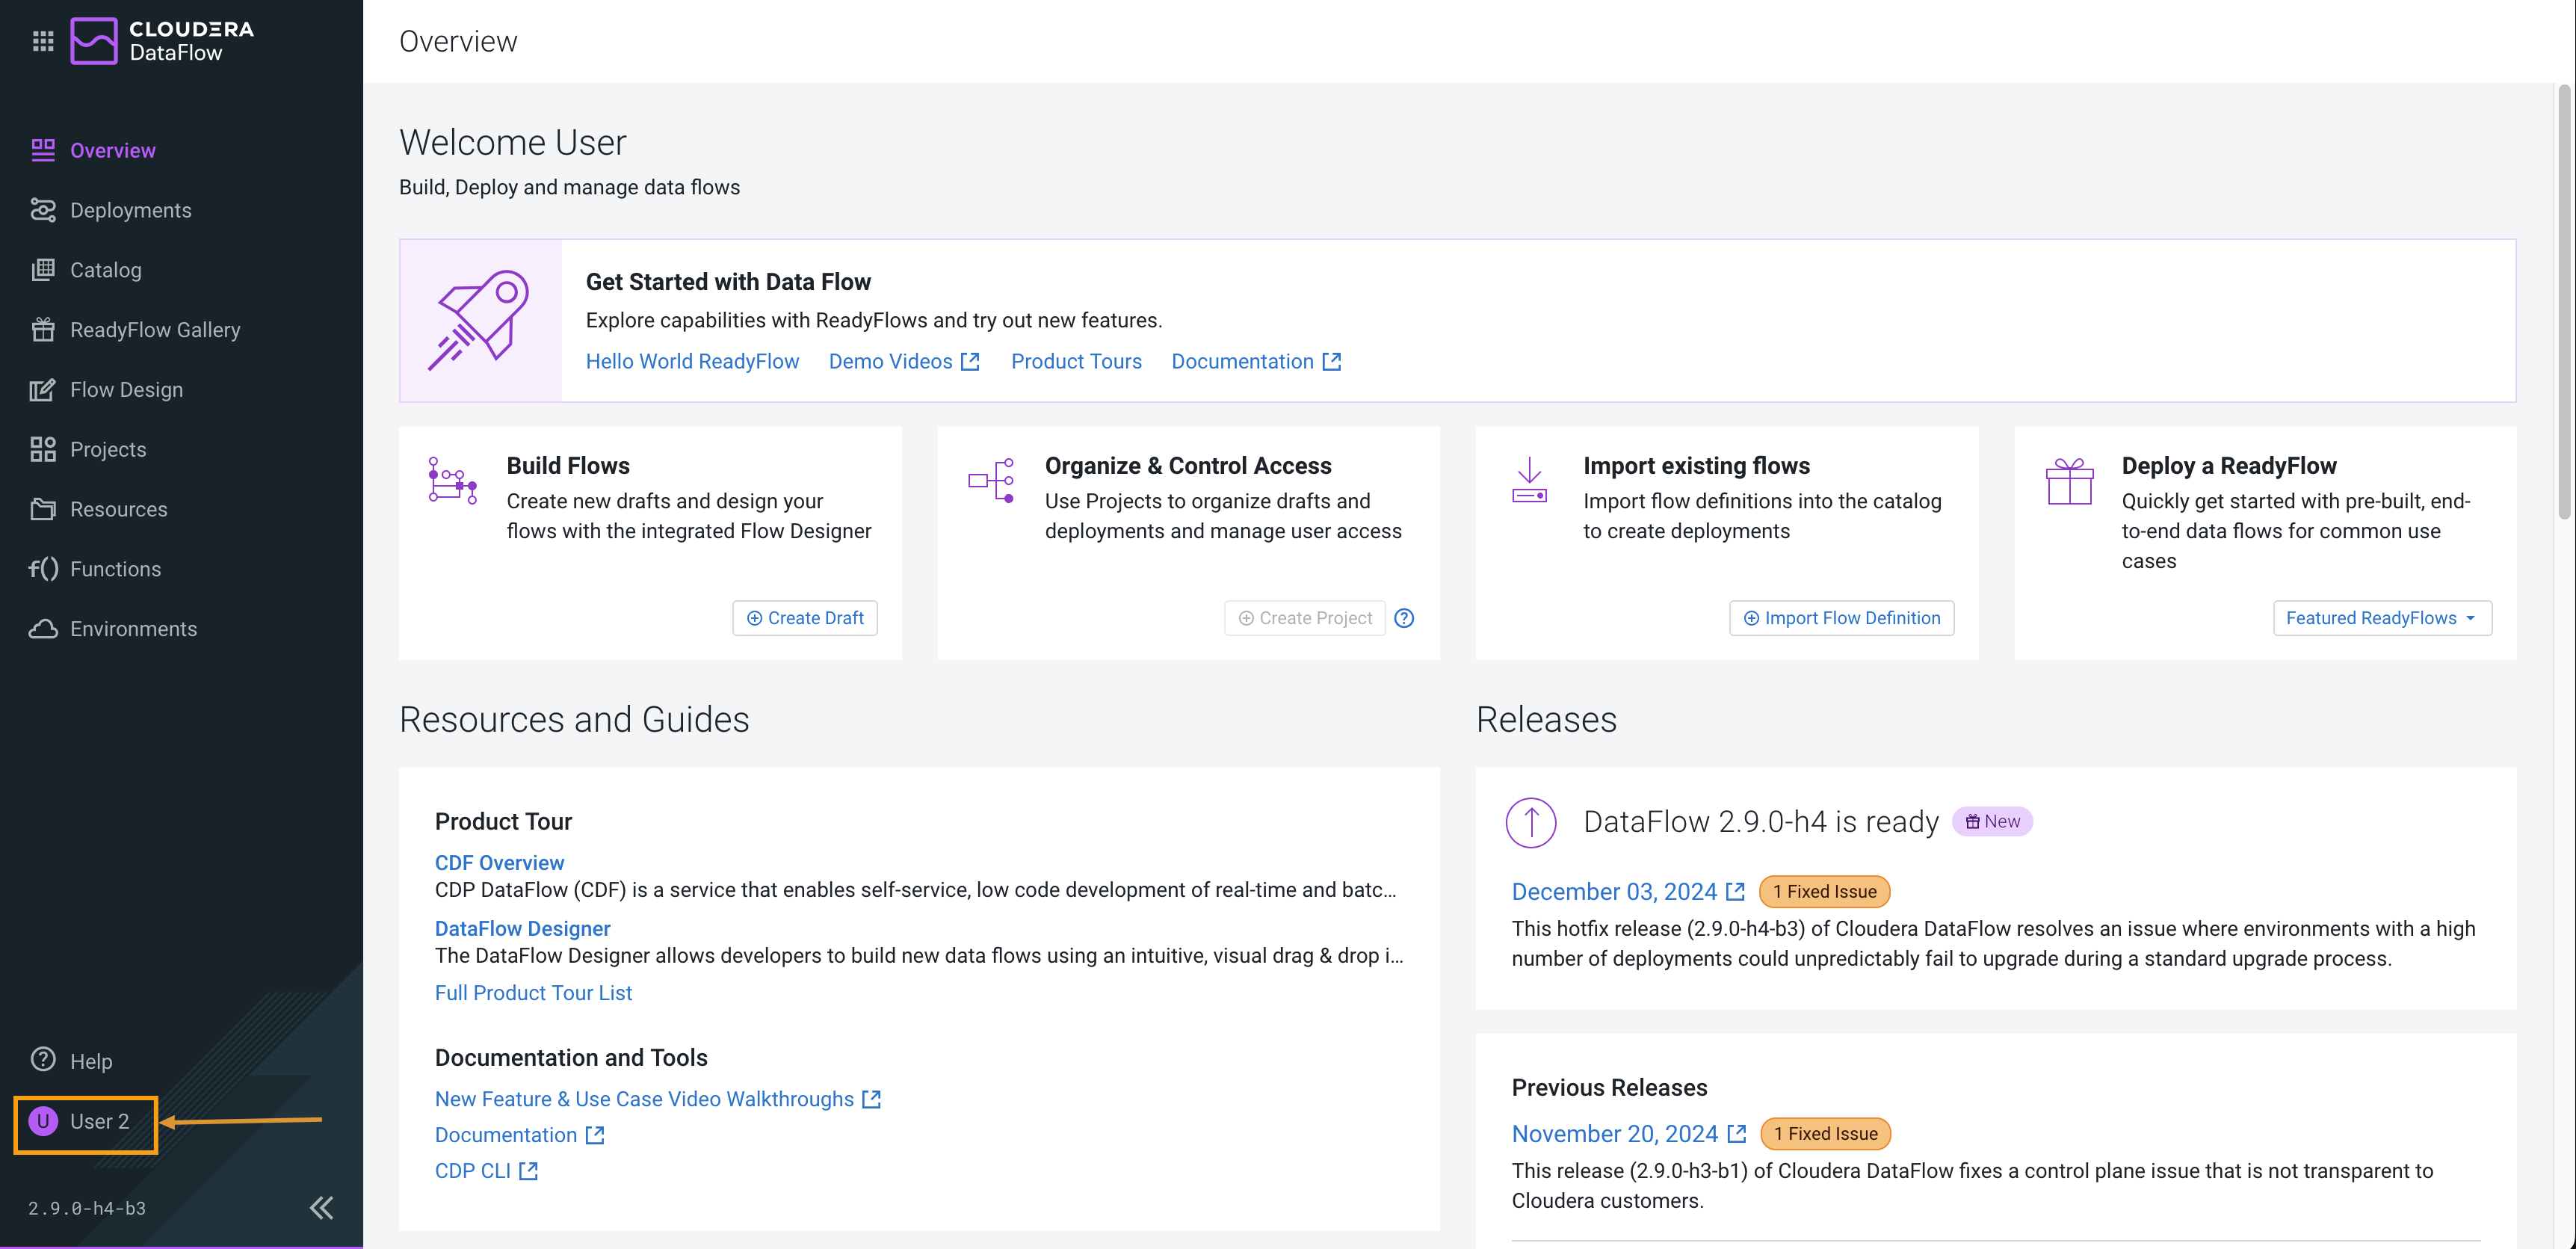 CLOUDERA
DataFlow
Overview
Deployments
Catalog
ReadyFlow Gallery
Flow Design
Projects
Resources
f() Functions
Environments
Help
U User 2
2.9.0-h4-b3
Overview
Welcome User
Build, Deploy and manage data flows
Get Started with Data Flow
Explore capabilities with ReadyFlows and try out new features.
Hello World ReadyFlow Demo Videos Product Tours Documentation
Build Flows
Create new drafts and design your
flows with the integrated Flow Designer
Create Draft
Organize & Control Access
Use Projects to organize drafts and
deployments and manage user access
Create Project
Import existing flows
Import flow definitions into the catalog
to create deployments
Import Flow Definition
Deploy a ReadyFlow
Quickly get started with pre-built, end-
to-end data flows for common use
cases
Featured ReadyFlows
Resources and Guides
Product Tour
CDF Overview
CDP DataFlow (CDF) is a service that enables self-service, low code development of real-time and batc...
DataFlow Designer
The DataFlow Designer allows developers to build new data flows using an intuitive, visual drag & drop i...
Full Product Tour List
Documentation and Tools
New Feature & Use Case Video Walkthroughs
Documentation
CDP CLI
Releases
DataFlow 2.9.0-h4 is ready New
December 03, 2024 1 Fixed Issue
This hotfix release (2.9.0-h4-b3) of Cloudera DataFlow resolves an issue where environments with a high
number of deployments could unpredictably fail to upgrade during a standard upgrade process.
Previous Releases
November 20, 2024 1 Fixed Issue
This release (2.9.0-h3-b1) of Cloudera DataFlow fixes a control plane issue that is not transparent to
Cloudera customers.